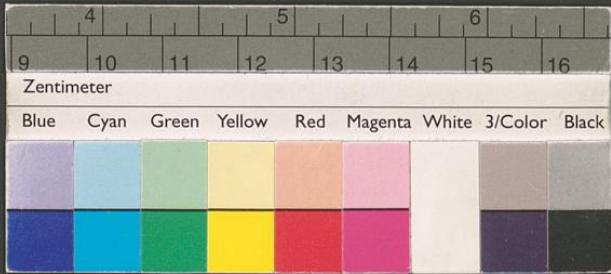 4 5 6
9 10 11 12 13 14 15 16
Zentimeter
Blue Cyan Green Yellow Red Magenta White 3/Color Black